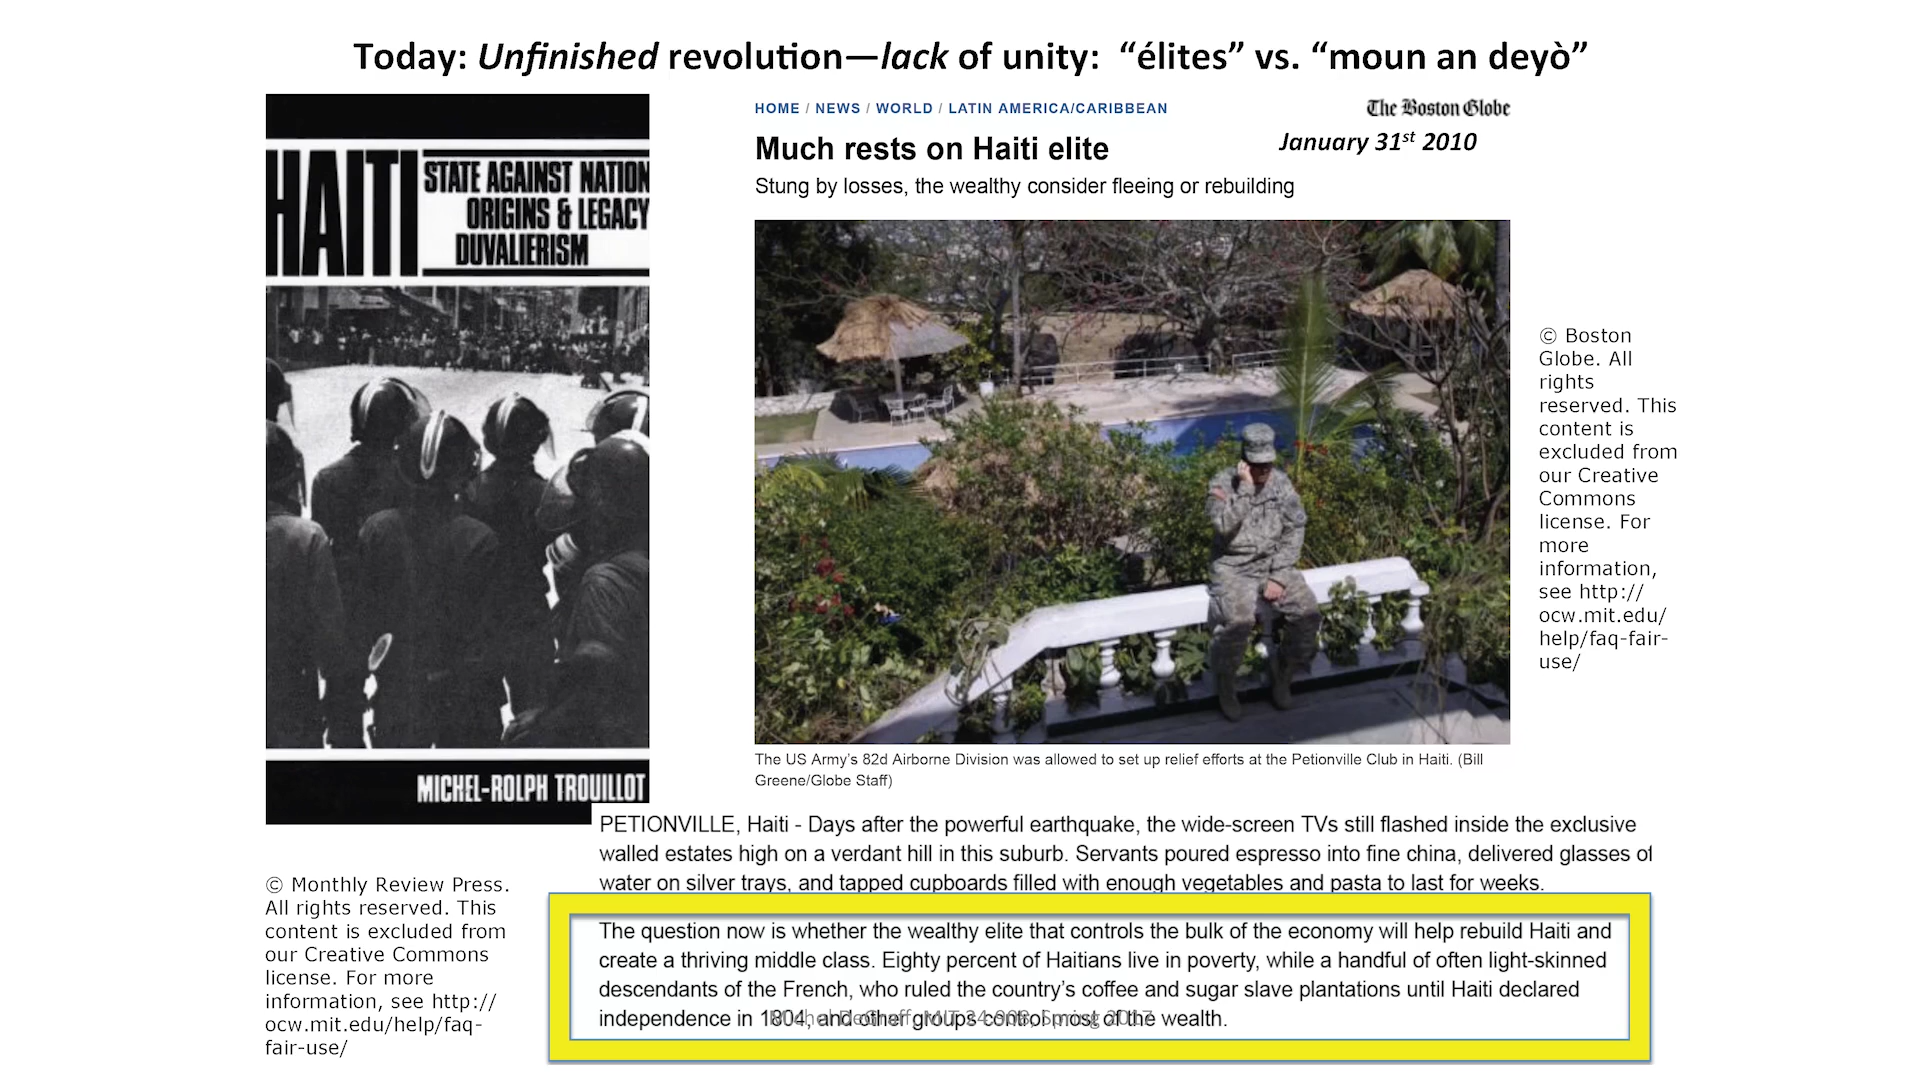 Today: Unfinished revolution—lack of unity: “élites” vs. “moun an deyò”
HAITI
STATE AGAINST NATION
ORIGINS & LEGACY
DUVALIERISM
MICHEL-ROLPH TROUILLOT
© Monthly Review Press.
All rights reserved. This
content is excluded from
our Creative Commons
license. For more
information, see http://
ocw.mit.edu/help/faq-
fair-use/
HOME / NEWS / WORLD / LATIN AMERICA/CARIBBEAN
The Boston Globe
January 31st 2010
Much rests on Haiti elite
Stung by losses, the wealthy consider fleeing or rebuilding
The US Army's 82d Airborne Division was allowed to set up relief efforts at the Petionville Club in Haiti. (Bill
Greene/Globe Staff)
© Boston
Globe. All
rights
reserved. This
content is
excluded from
our Creative
Commons
license. For
more
information,
see http://
ocw.mit.edu/
help/faq-fair-
use/
PETIONVILLE, Haiti - Days after the powerful earthquake, the wide-screen TVs still flashed inside the exclusive
walled estates high on a verdant hill in this suburb. Servants poured espresso into fine china, delivered glasses of
water on silver trays, and tapped cupboards filled with enough vegetables and pasta to last for weeks.
The question now is whether the wealthy elite that controls the bulk of the economy will help rebuild Haiti and
create a thriving middle class. Eighty percent of Haitians live in poverty, while a handful of often light-skinned
descendants of the French, who ruled the country's coffee and sugar slave plantations until Haiti declared
independence in 1804, and other groups control most of the wealth.
Michel DeGraff, MIT 24.908, Spring 2017